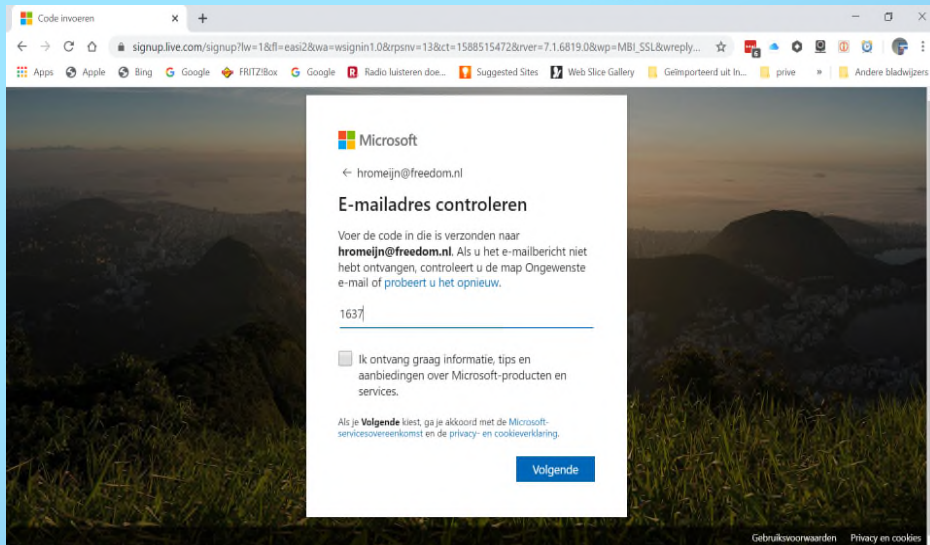 Code invoeren
signup.live.com/signup?lw=1&fl=easi2&wa=wsignin1.0&rpsnv=13&ct=1588515472&rver=7.1.6819.0&wp=MBI_SSL&wreply...
6
Apps Apple Bing Google FRITZ!Box Google Radio luisteren doe... Suggested Sites Web Slice Gallery Geïmporteerd uit In... prive » Andere bladwijzers
Microsoft
← hromeijn@freedom.nl
E-mailadres controleren
Voer de code in die is verzonden naar
hromeijn@freedom.nl. Als u het e-mailbericht niet
hebt ontvangen, controleert u de map Ongewenste
e-mail of probeert u het opnieuw.
1637
Ik ontvang graag informatie, tips en
aanbiedingen over Microsoft-producten en
services.
Als je Volgende kiest, ga je akkoord met de Microsoft-
servicesovereenkomst en de privacy- en cookieverklaring.
Volgende
Gebruiksvoorwaarden Privacy en cookies